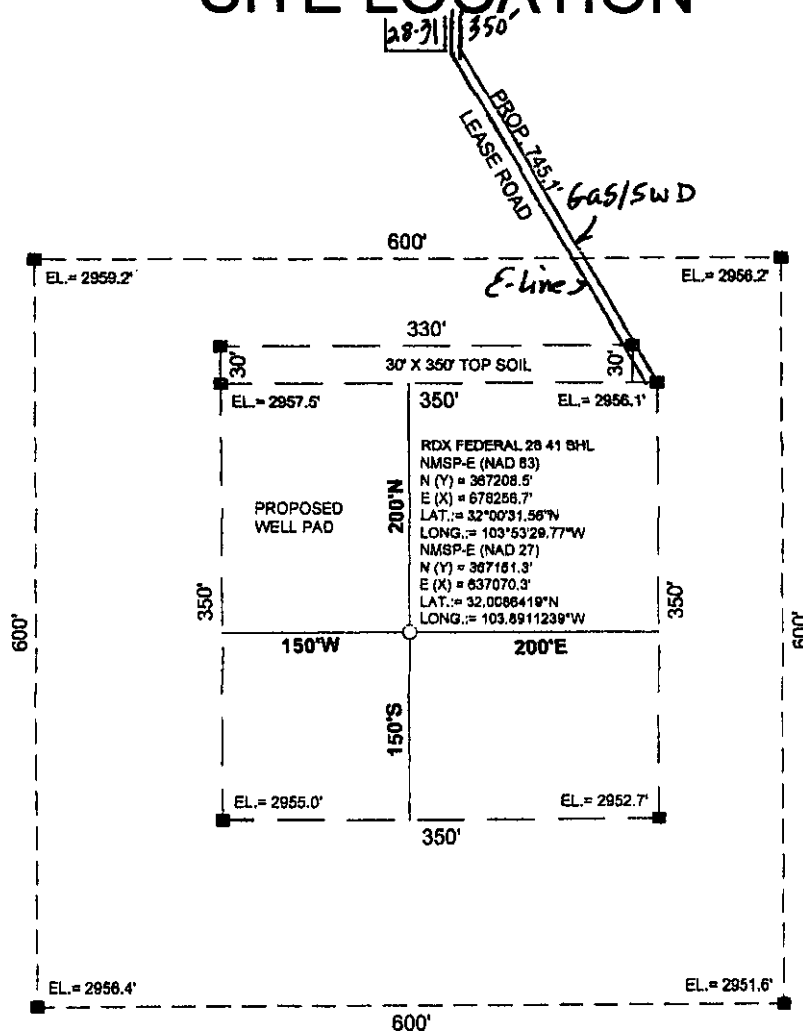 SITE LOCATION
28-31 350'
PROP. 745.1'
LEASE ROAD
Gas/SWD
E-line
600'
EL.= 2959.2'
EL.= 2956.2'
330'
30'
30' X 350' TOP SOIL
30'
EL.= 2957.5'
350'
EL.= 2956.1'
RDX FEDERAL 28 41 SHL
NMSP-E (NAD 83)
N (Y) = 367208.5'
E (X) = 678256.7'
LAT.:= 32°00'31.56"N
LONG.:= 103°53'29.77"W
NMSP-E (NAD 27)
N (Y) = 367151.3'
E (X) = 637070.3'
LAT.:= 32.0086419°N
LONG.:= 103.8911239°W
PROPOSED
WELL PAD
200'N
350'
350'
600'
600'
150'W
200'E
150'S
EL.= 2955.0'
EL.= 2952.7'
350'
EL.= 2956.4'
EL.= 2951.6'
600'